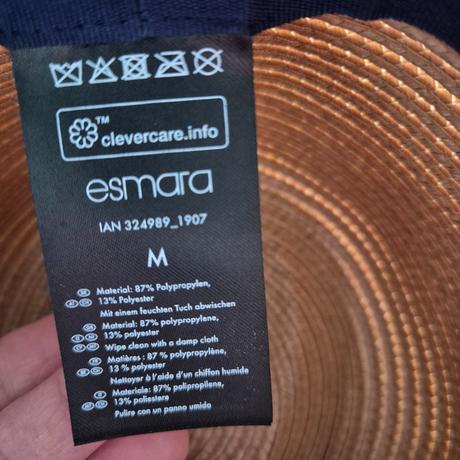 TM
clevercare.info
esmara
IAN 324989_1907
M
Material: 87% Polypropylen,
13% Polyester
Mit einem feuchten Tuch abwischen
Material: 87% polypropylene,
13% polyester
Wipe clean with a damp cloth
Matières : 87 % polypropylène,
13 % polyester
Nettoyer à l'aide d'un chiffon humide
Materiale: 87% polipropilene,
13% poliestere
Pulire con un panno umido